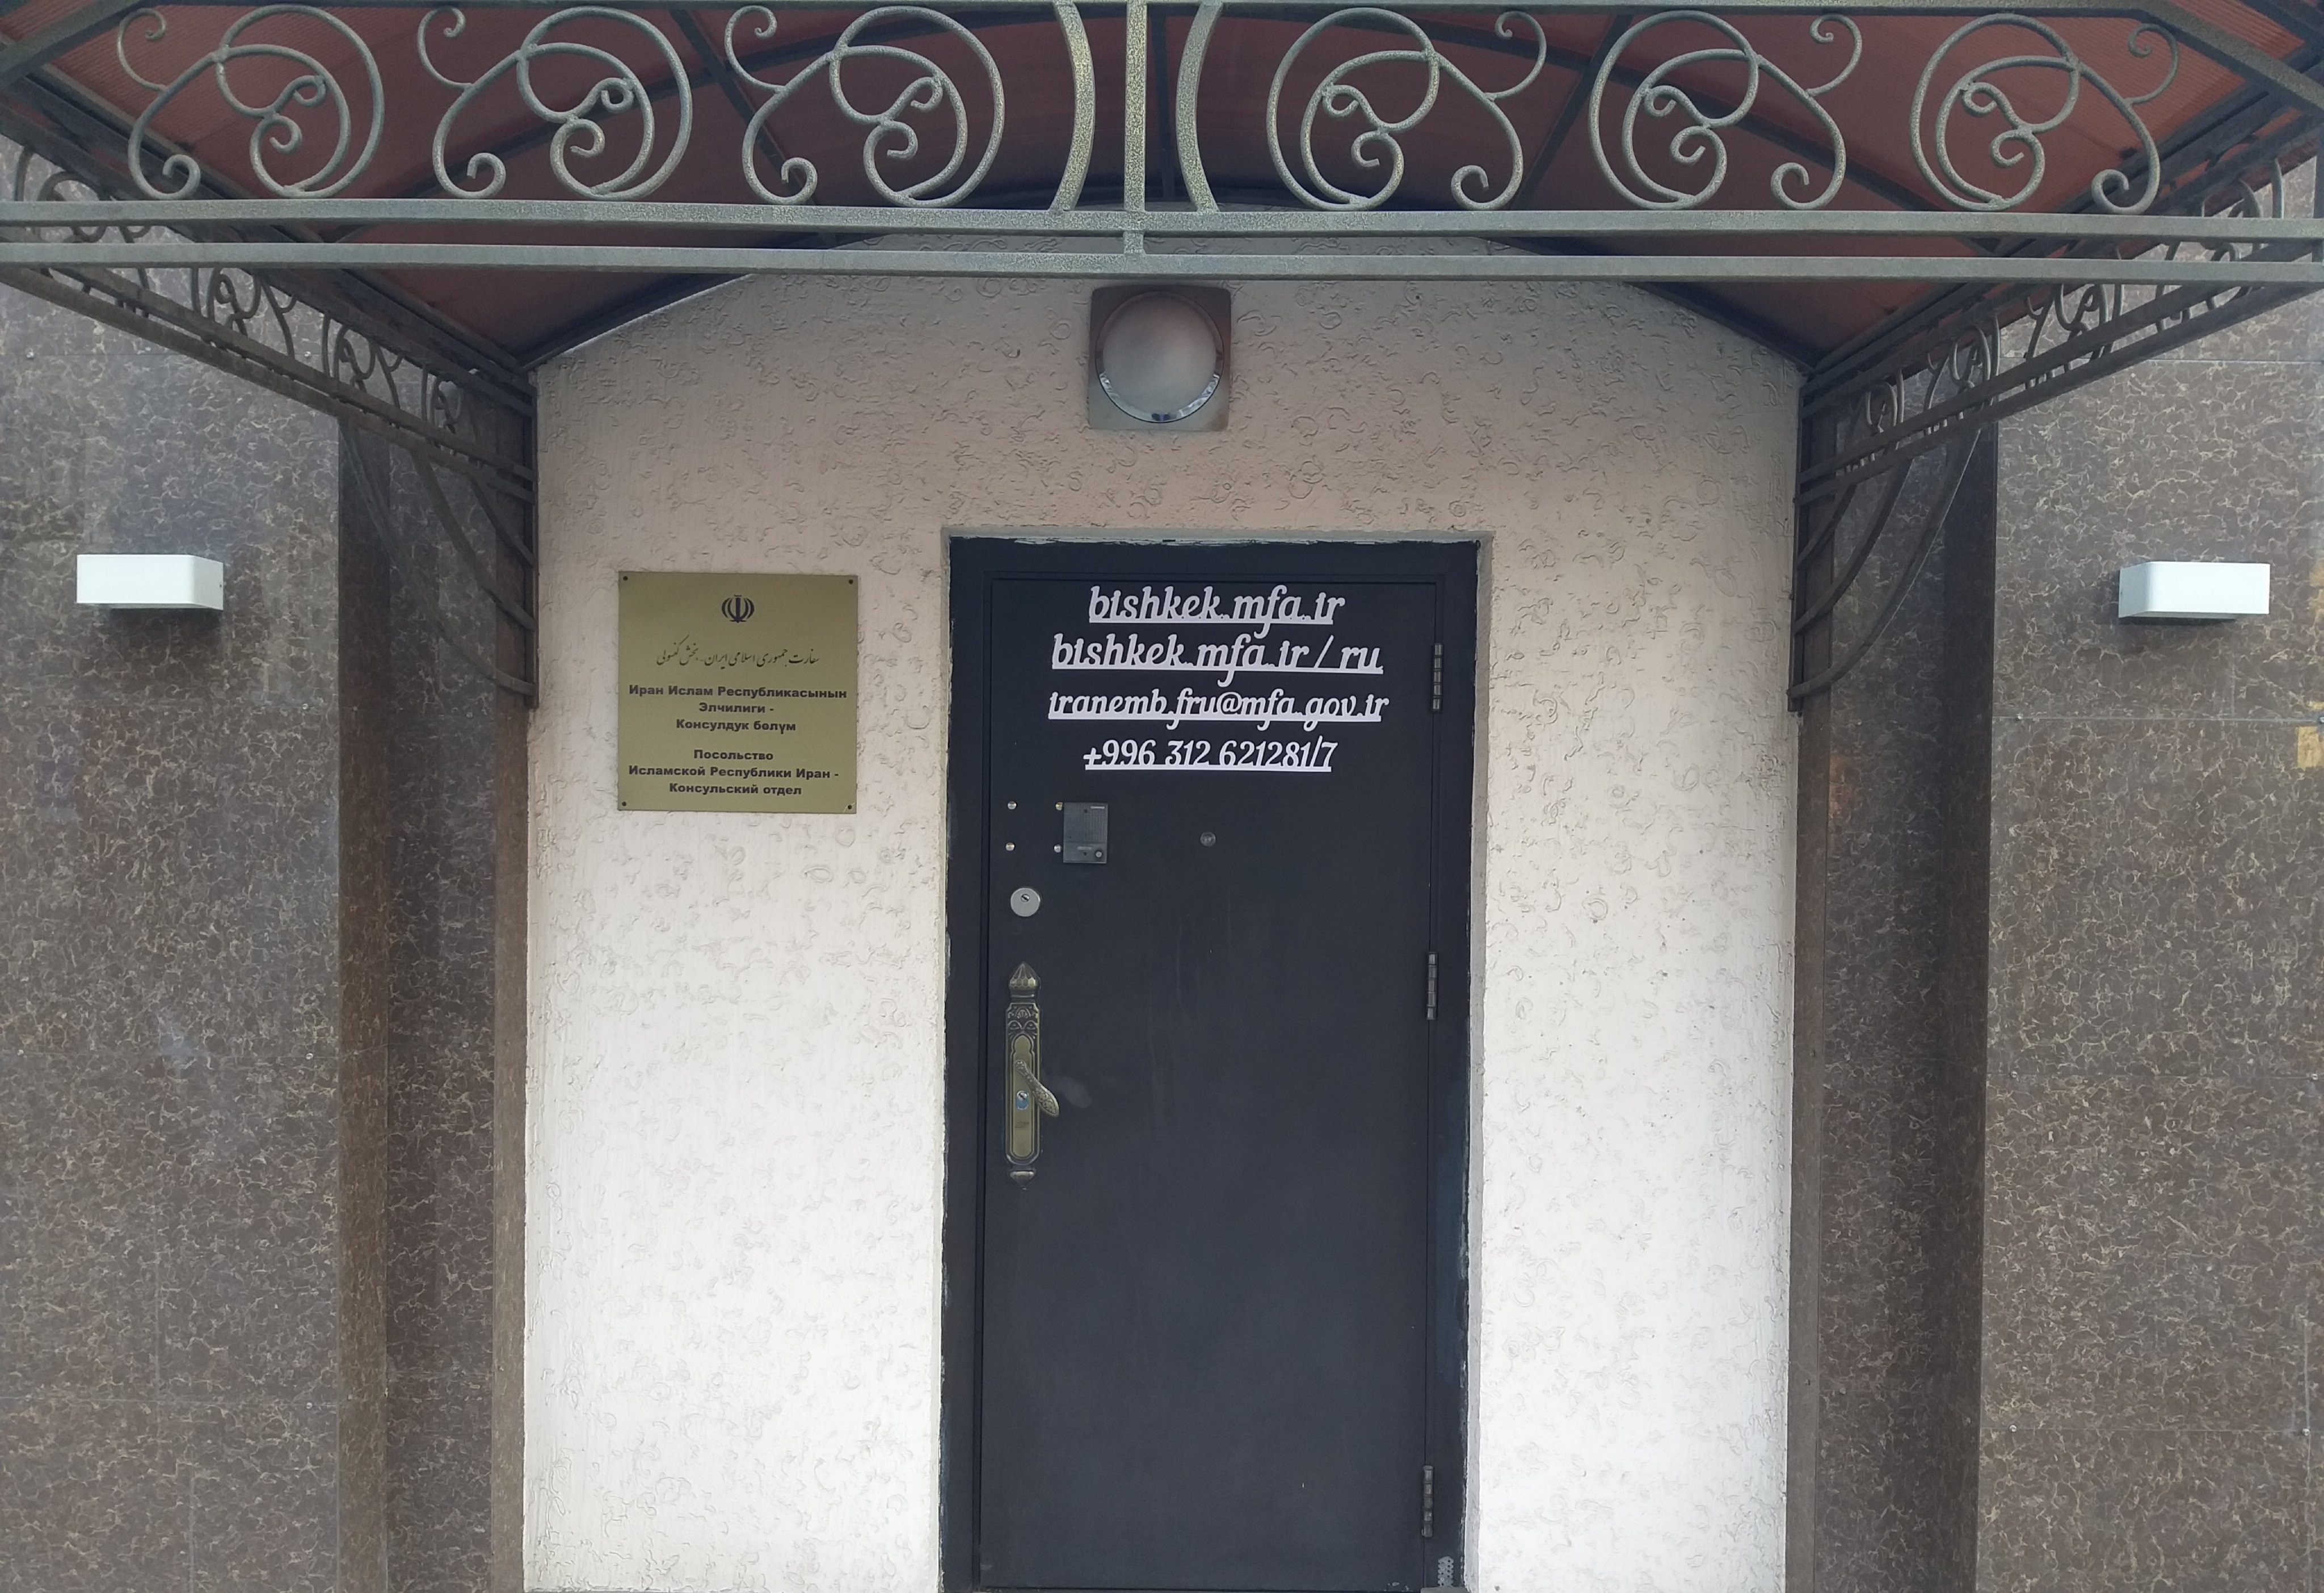 سفارت جمهوری اسلامی ایران - بخش کنسولی
Иран Ислам Республикасынын
Элчилиги -
Консулдук бөлүм
Посольство
Исламской Республики Иран -
Консульский отдел
bishkek.mfa.ir
bishkek.mfa.ir / ru
iranemb.fru@mfa.gov.ir
+996 312 621281/7